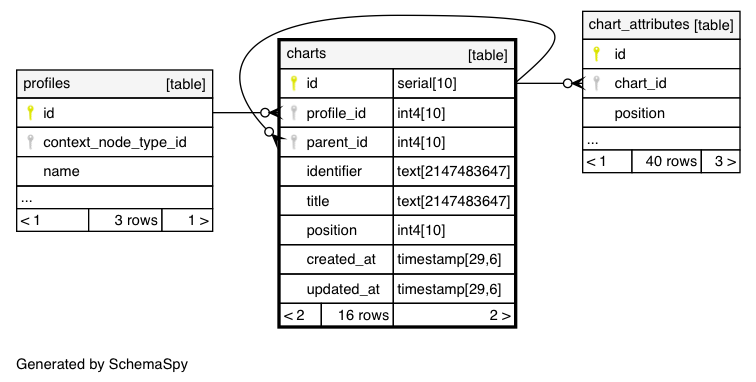 profiles [table]
id
context_node_type_id
name
...
< 1 3 rows 1 >
charts [table]
id serial[10]
profile_id int4[10]
parent_id int4[10]
identifier text[2147483647]
title text[2147483647]
position int4[10]
created_at timestamp[29,6]
updated_at timestamp[29,6]
< 2 16 rows 2 >
chart_attributes [table]
id
chart_id
position
...
< 1 40 rows 3 >
Generated by SchemaSpy